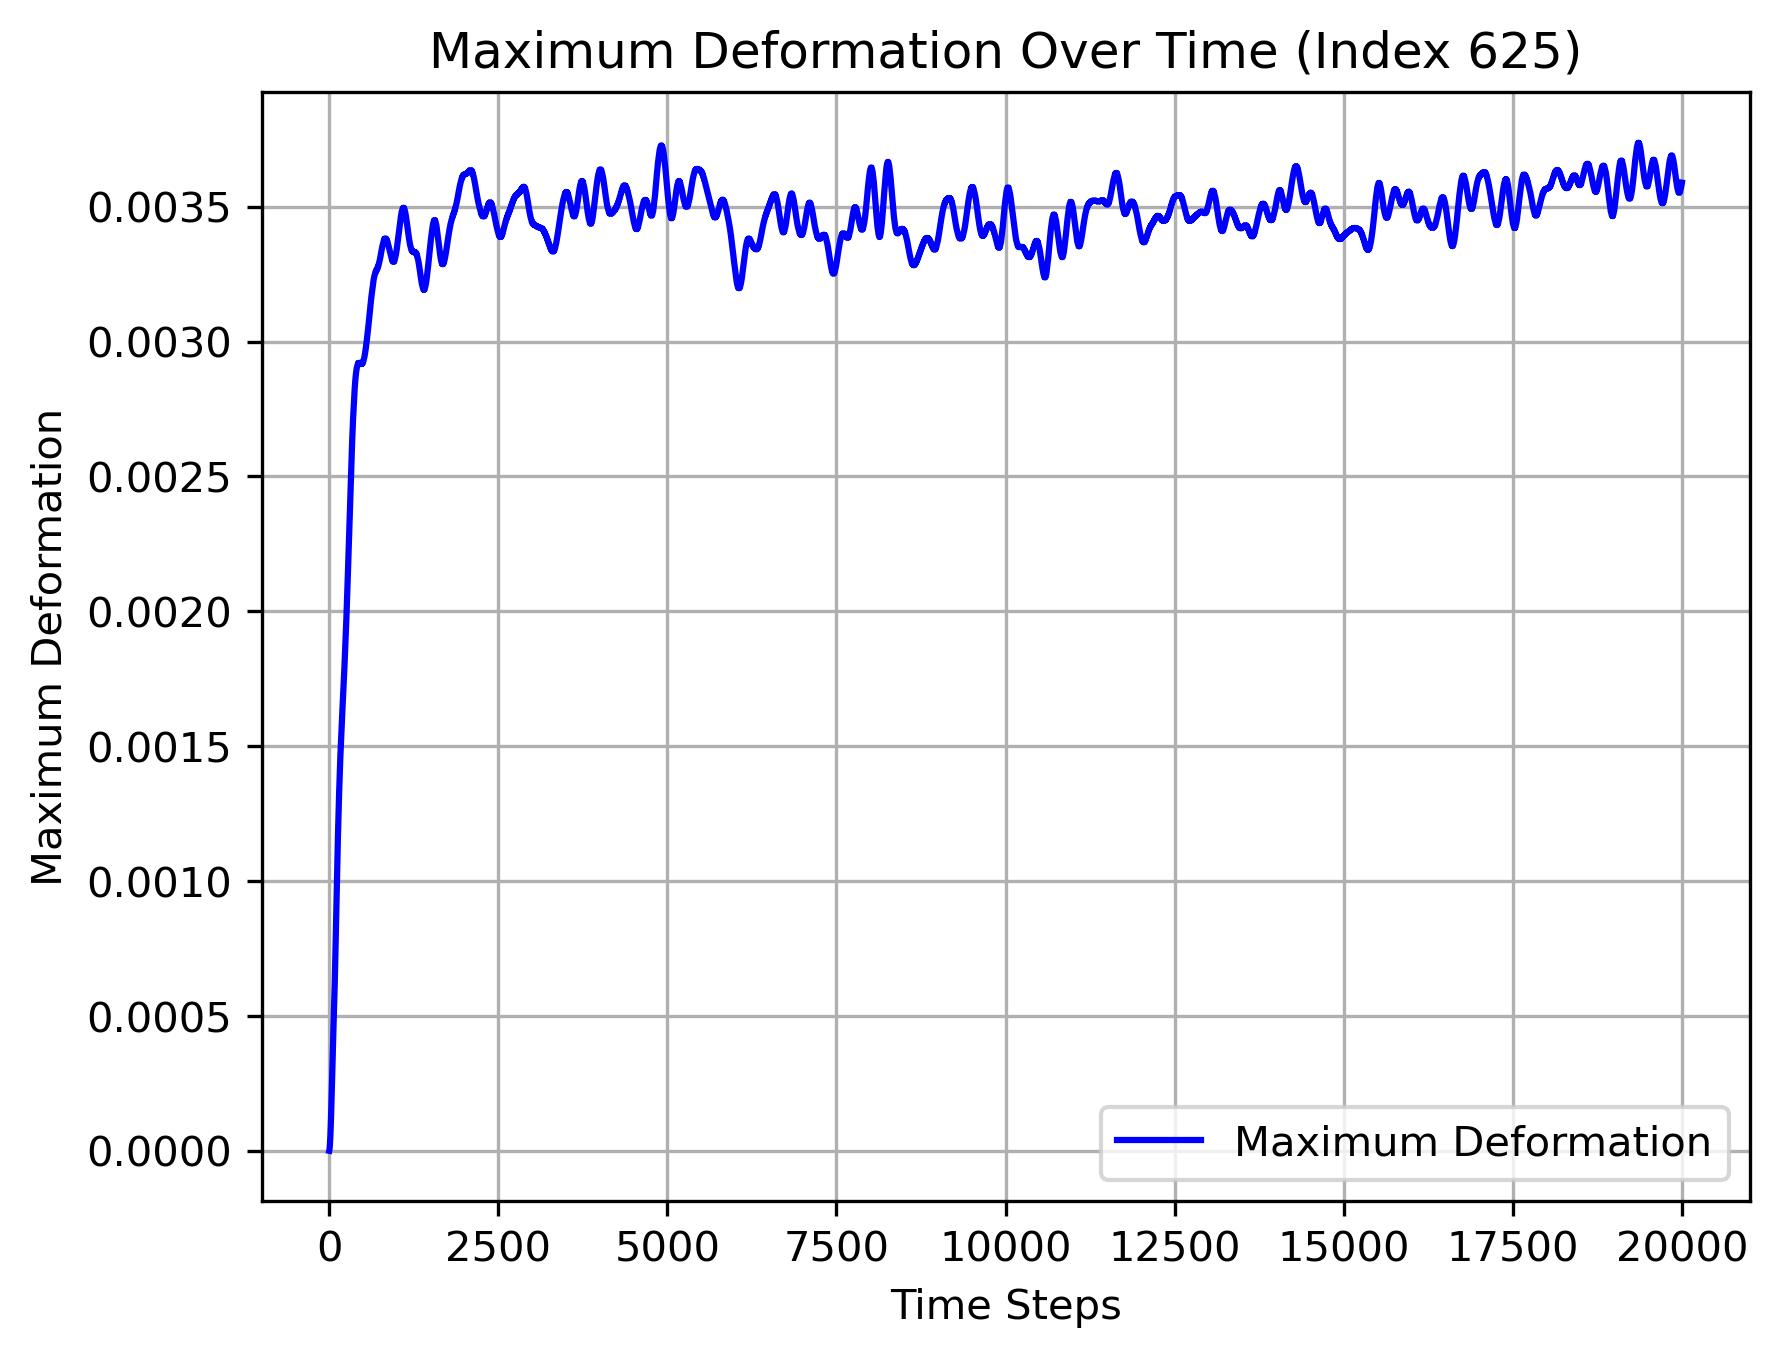 Maximum Deformation Over Time (Index 625)
Maximum Deformation
0.0035
0.0030
0.0025
0.0020
0.0015
0.0010
0.0005
0.0000
Maximum Deformation
0 2500 5000 7500 10000 12500 15000 17500 20000
Time Steps